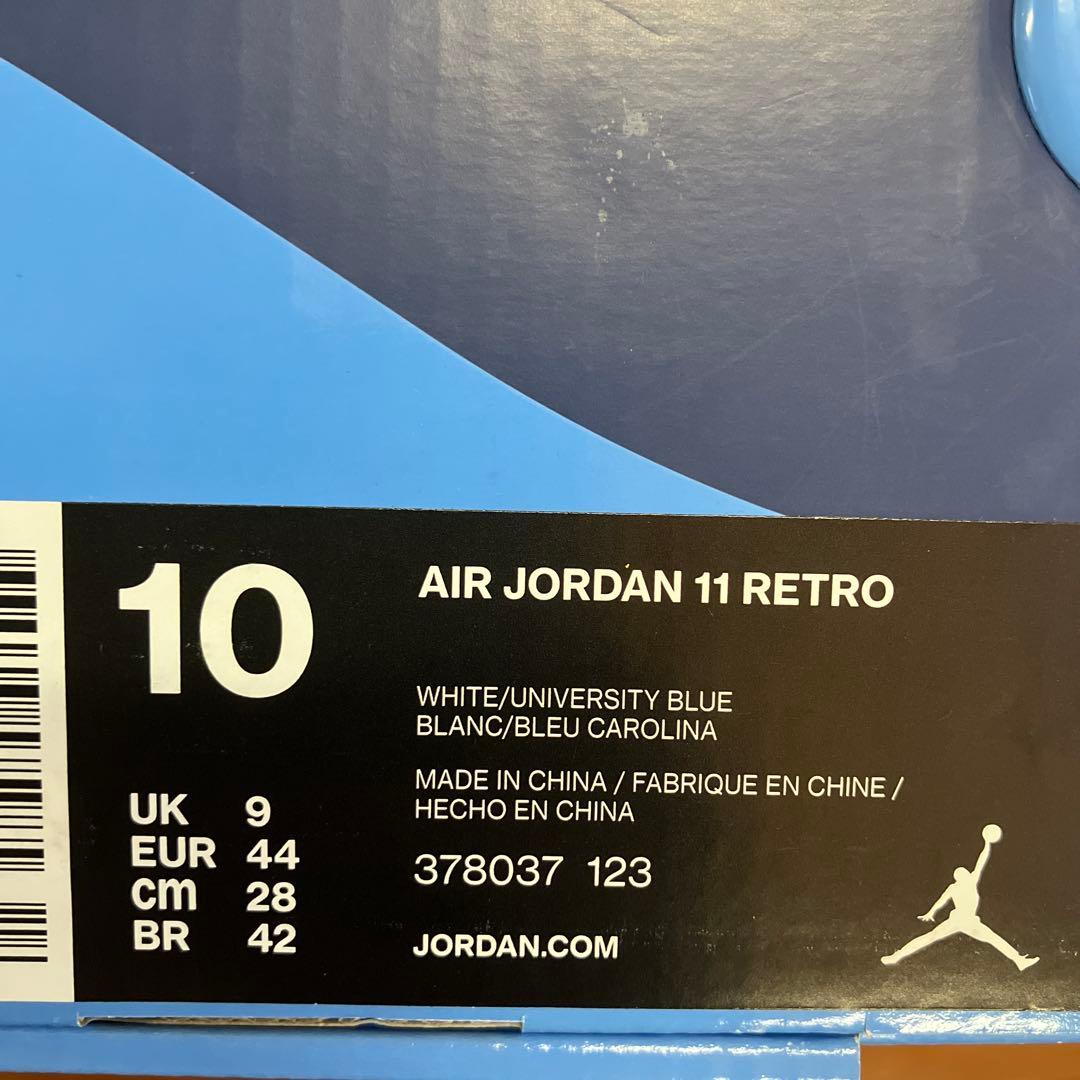 10
AIR JORDAN 11 RETRO
WHITE/UNIVERSITY BLUE
BLANC/BLEU CAROLINA
MADE IN CHINA / FABRIQUE EN CHINE /
HECHO EN CHINA
UK 9
EUR 44
cm 28
BR 42
378037 123
JORDAN.COM